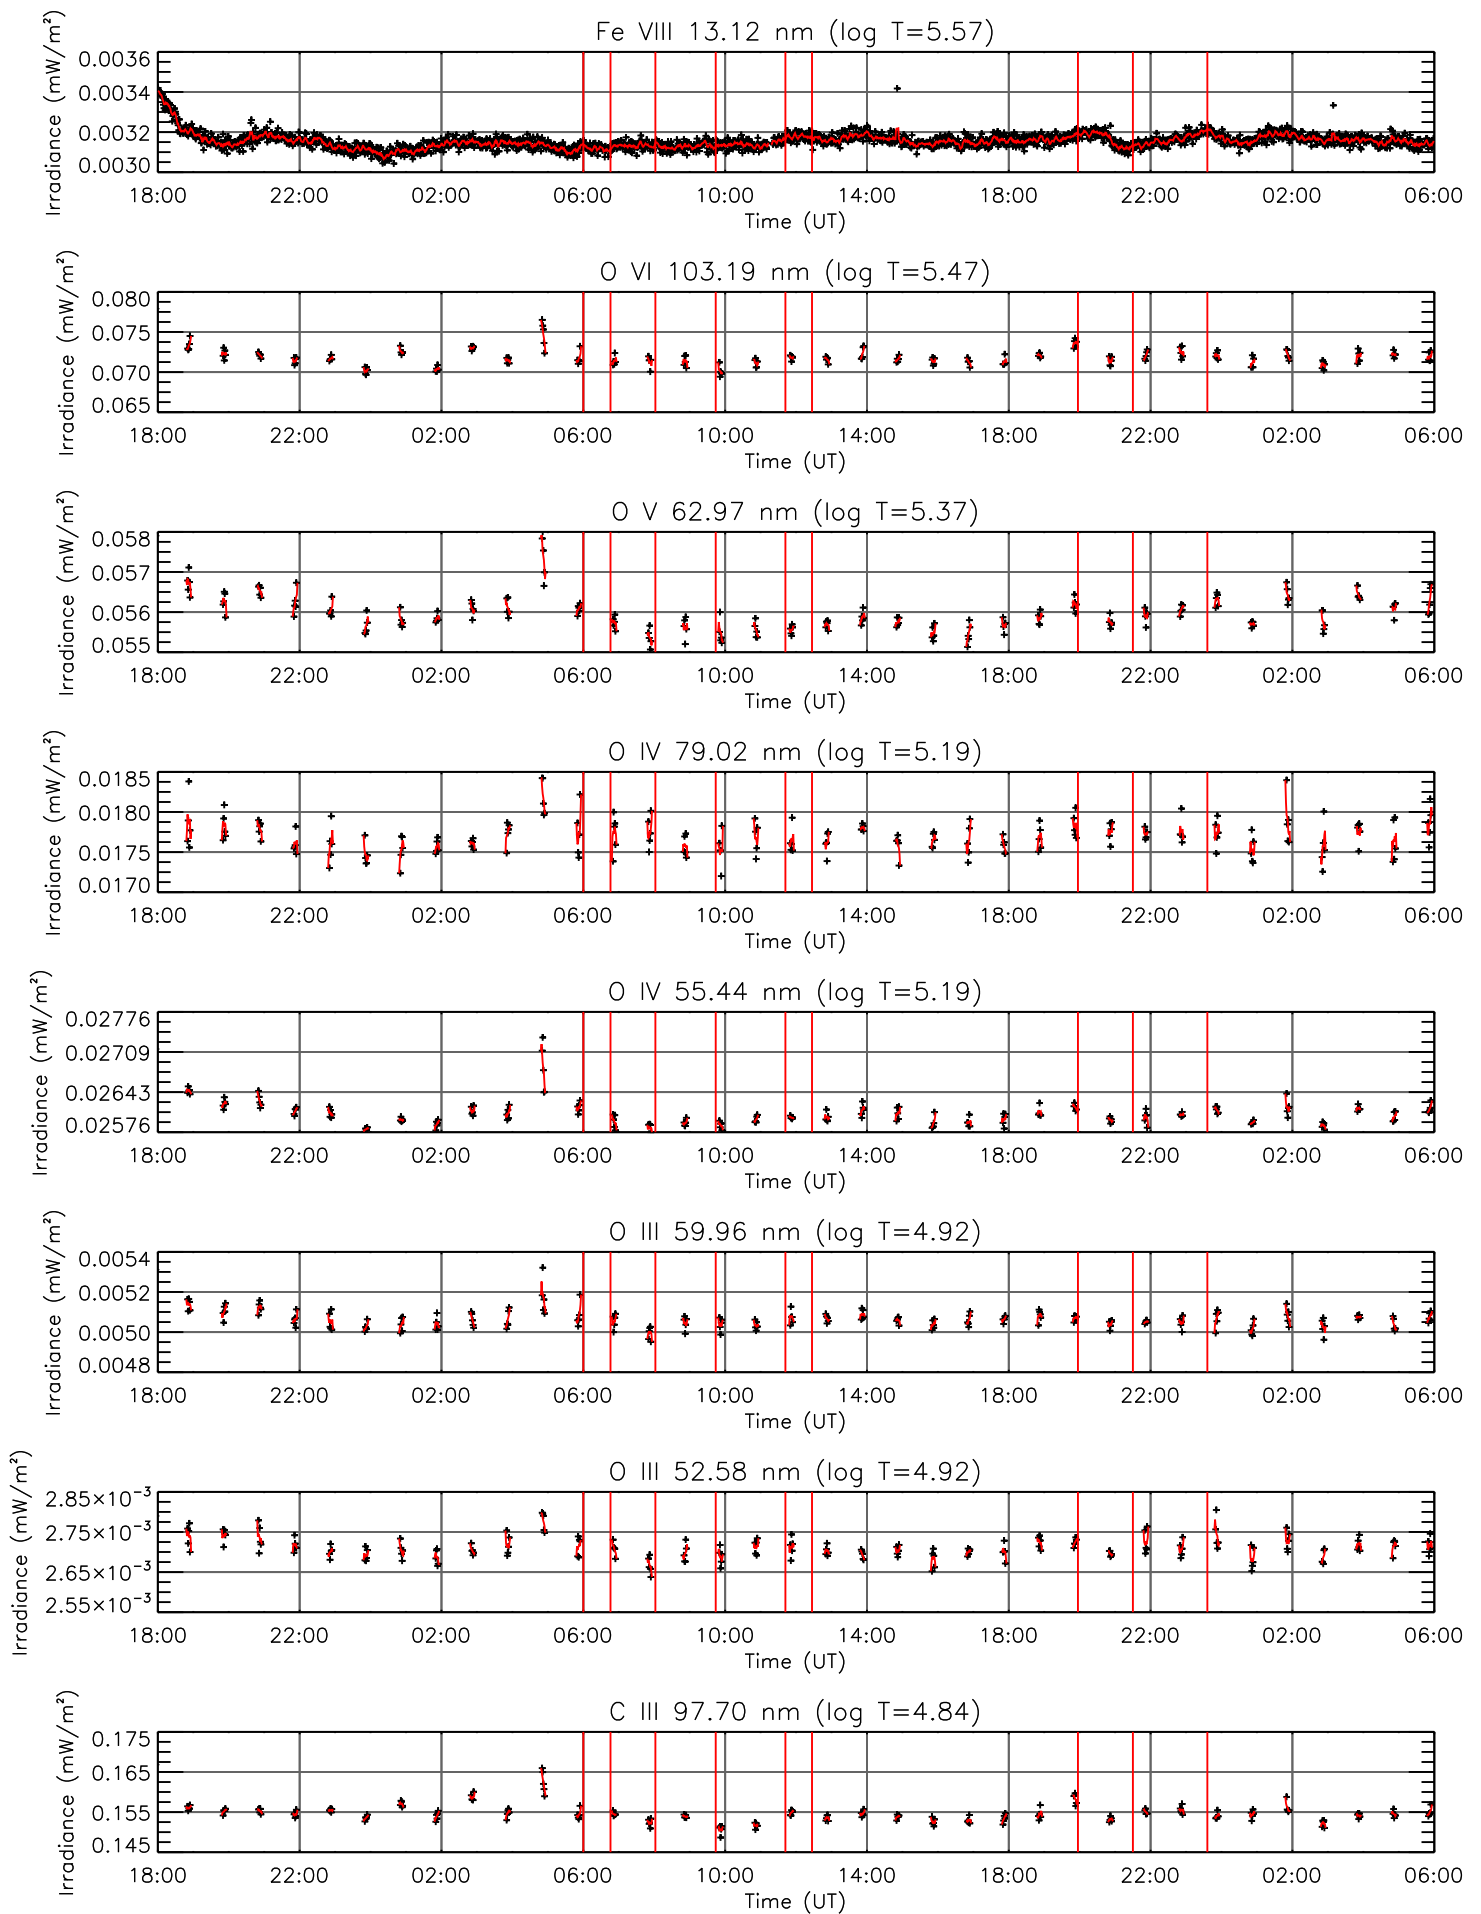 Fe VIII 13.12 nm (log T=5.57)
Irradiance (mW/m²)
0.0036
0.0034
0.0032
0.0030
18:00 22:00 02:00 06:00 10:00 14:00 18:00 22:00 02:00 06:00
Time (UT)
O VI 103.19 nm (log T=5.47)
Irradiance (mW/m²)
0.080
0.075
0.070
0.065
18:00 22:00 02:00 06:00 10:00 14:00 18:00 22:00 02:00 06:00
Time (UT)
O V 62.97 nm (log T=5.37)
Irradiance (mW/m²)
0.058
0.057
0.056
0.055
18:00 22:00 02:00 06:00 10:00 14:00 18:00 22:00 02:00 06:00
Time (UT)
O IV 79.02 nm (log T=5.19)
Irradiance (mW/m²)
0.0185
0.0180
0.0175
0.0170
18:00 22:00 02:00 06:00 10:00 14:00 18:00 22:00 02:00 06:00
Time (UT)
O IV 55.44 nm (log T=5.19)
Irradiance (mW/m²)
0.02776
0.02709
0.02643
0.02576
18:00 22:00 02:00 06:00 10:00 14:00 18:00 22:00 02:00 06:00
Time (UT)
O III 59.96 nm (log T=4.92)
Irradiance (mW/m²)
0.0054
0.0052
0.0050
0.0048
18:00 22:00 02:00 06:00 10:00 14:00 18:00 22:00 02:00 06:00
Time (UT)
O III 52.58 nm (log T=4.92)
Irradiance (mW/m²)
2.85×10⁻³
2.75×10⁻³
2.65×10⁻³
2.55×10⁻³
18:00 22:00 02:00 06:00 10:00 14:00 18:00 22:00 02:00 06:00
Time (UT)
C III 97.70 nm (log T=4.84)
Irradiance (mW/m²)
0.175
0.165
0.155
0.145
18:00 22:00 02:00 06:00 10:00 14:00 18:00 22:00 02:00 06:00
Time (UT)